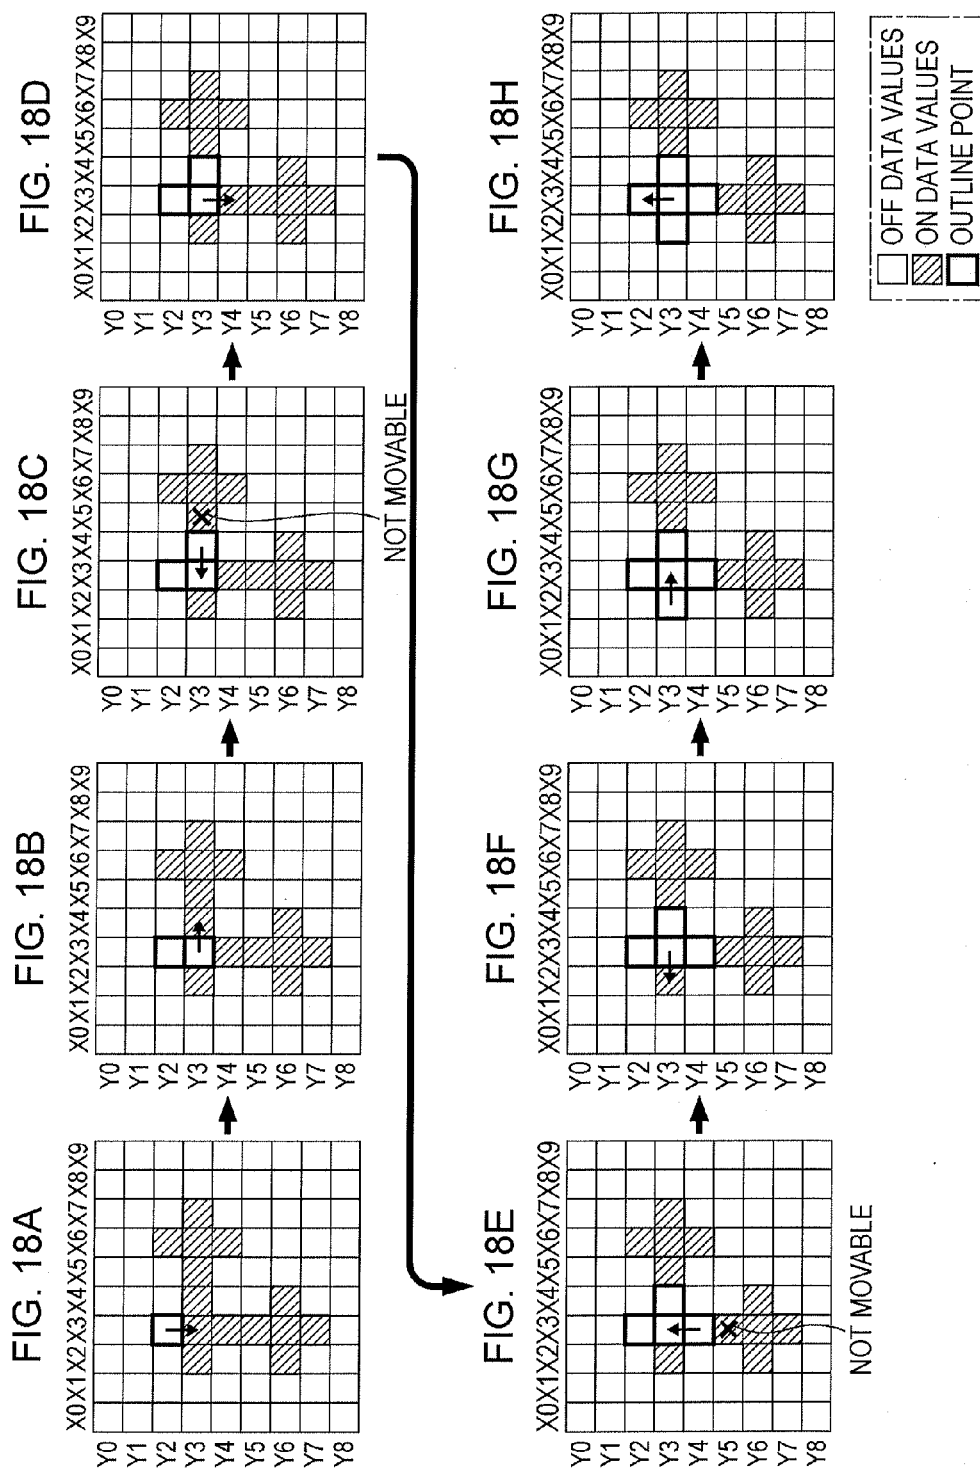 FIG. 18A
X0X1X2X3X4X5X6X7X8X9
Y0
Y1
Y2
Y3
Y4
Y5
Y6
Y7
Y8
FIG. 18B
X0X1X2X3X4X5X6X7X8X9
Y0
Y1
Y2
Y3
Y4
Y5
Y6
Y7
Y8
FIG. 18C
X0X1X2X3X4X5X6X7X8X9
Y0
Y1
Y2
Y3
Y4
Y5
Y6
Y7
Y8
NOT MOVABLE
FIG. 18D
X0X1X2X3X4X5X6X7X8X9
Y0
Y1
Y2
Y3
Y4
Y5
Y6
Y7
Y8
FIG. 18E
X0X1X2X3X4X5X6X7X8X9
Y0
Y1
Y2
Y3
Y4
Y5
Y6
Y7
Y8
NOT MOVABLE
FIG. 18F
X0X1X2X3X4X5X6X7X8X9
Y0
Y1
Y2
Y3
Y4
Y5
Y6
Y7
Y8
FIG. 18G
X0X1X2X3X4X5X6X7X8X9
Y0
Y1
Y2
Y3
Y4
Y5
Y6
Y7
Y8
FIG. 18H
X0X1X2X3X4X5X6X7X8X9
Y0
Y1
Y2
Y3
Y4
Y5
Y6
Y7
Y8
OFF DATA VALUES
ON DATA VALUES
OUTLINE POINT